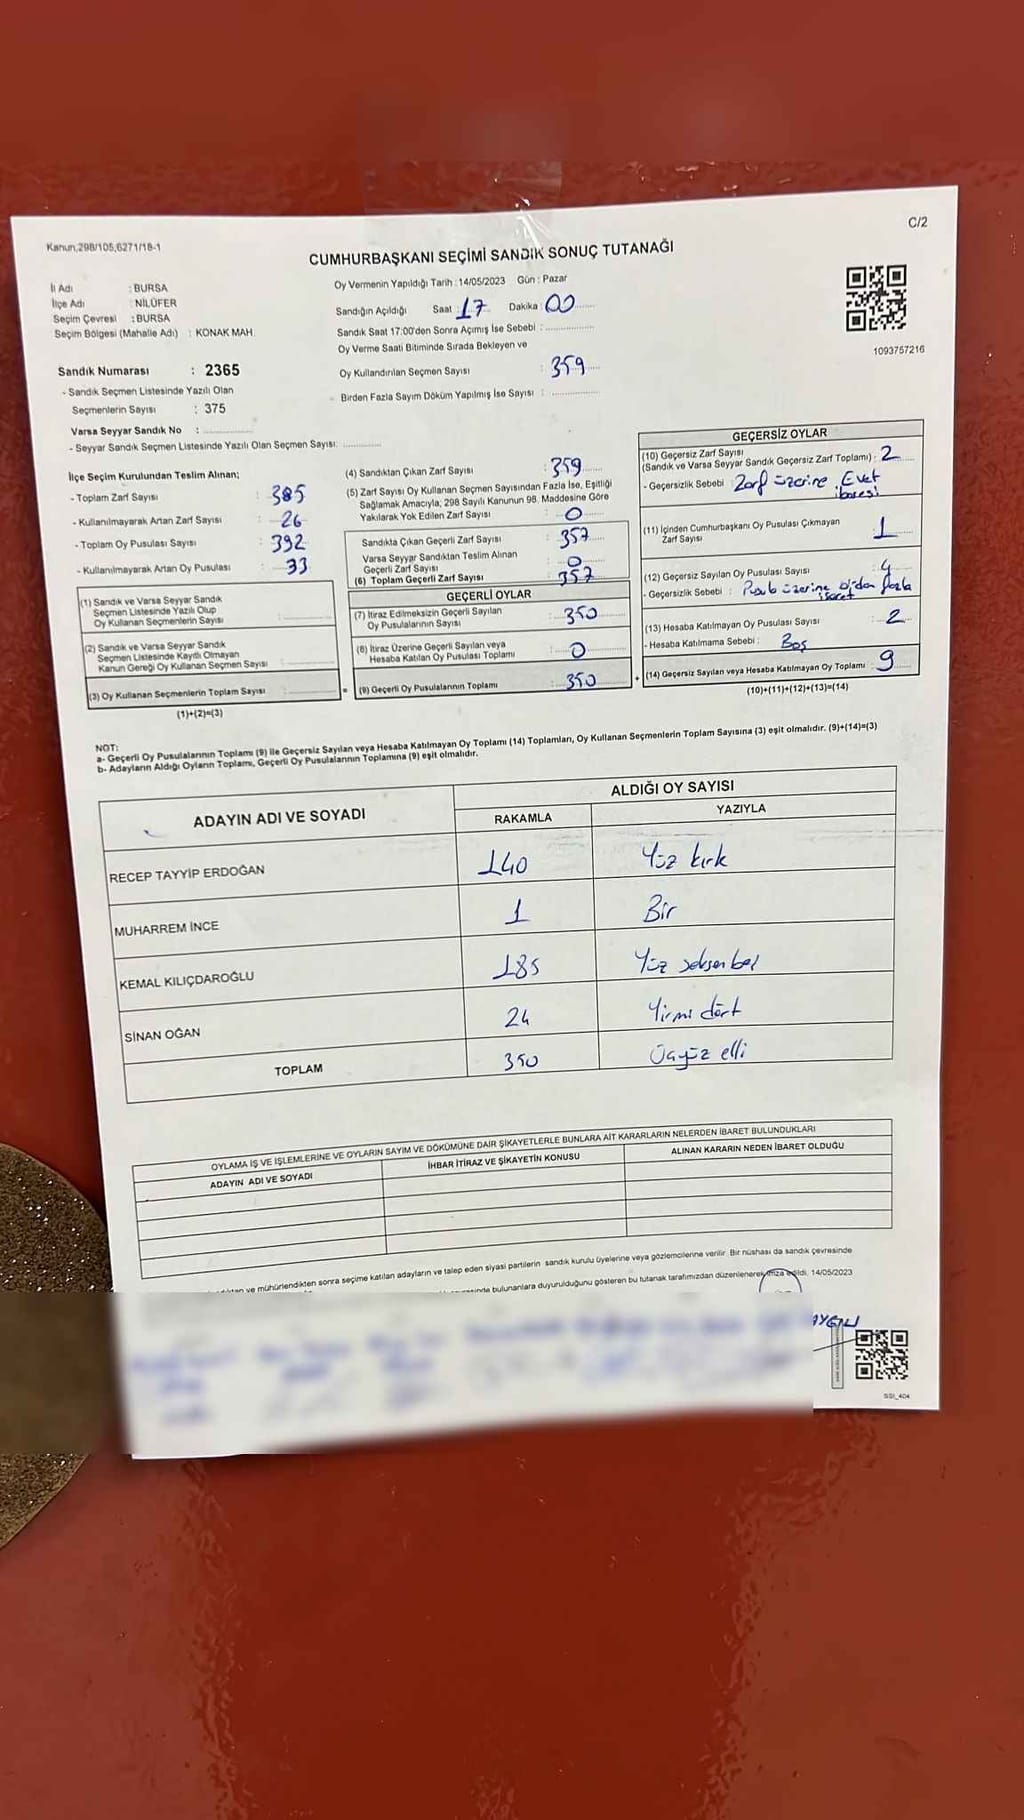 Kanun,298/105,6271/18-1
C/2
CUMHURBAŞKANI SEÇİMİ SANDIK SONUÇ TUTANAĞI
İl Adı : BURSA
İlçe Adı : NİLÜFER
Seçim Çevresi : BURSA
Seçim Bölgesi (Mahalle Adı) : KONAK MAH.
Sandık Numarası : 2365
- Sandık Seçmen Listesinde Yazılı Olan
Seçmenlerin Sayısı : 375
Varsa Seyyar Sandık No :
- Seyyar Sandık Seçmen Listesinde Yazılı Olan Seçmen Sayısı:
Oy Vermenin Yapıldığı Tarih :14/05/2023 Gün : Pazar
Sandığın Açıldığı Saat : 17 Dakika : 00
Sandık Saat 17:00'den Sonra Açımış İse Sebebi :
Oy Verme Saati Bitiminde Sırada Bekleyen ve
Oy Kullandırılan Seçmen Sayısı : 359
Birden Fazla Sayım Döküm Yapılmış İse Sayısı :
1093757216
İlçe Seçim Kurulundan Teslim Alınan;
- Toplam Zarf Sayısı : 385
- Kullanılmayarak Artan Zarf Sayısı : 26
- Toplam Oy Pusulası Sayısı : 392
- Kullanılmayarak Artan Oy Pusulası : 33
(1) Sandık ve Varsa Seyyar Sandık
Seçmen Listesinde Yazılı Olup
Oy Kullanan Seçmenlerin Sayısı :
(2) Sandık ve Varsa Seyyar Sandık
Seçmen Listesinde Kayıtlı Olmayan
Kanun Gereği Oy Kullanan Seçmen Sayısı :
(3) Oy Kullanan Seçmenlerin Toplam Sayısı :
(1)+(2)=(3)
=
(4) Sandıktan Çıkan Zarf Sayısı : 359
(5) Zarf Sayısı Oy Kullanan Seçmen Sayısından Fazla İse, Eşitliği
Sağlamak Amacıyla; 298 Sayılı Kanunun 98. Maddesine Göre
Yakılarak Yok Edilen Zarf Sayısı : 0
Sandıkta Çıkan Geçerli Zarf Sayısı : 357
Varsa Seyyar Sandıktan Teslim Alınan
Geçerli Zarf Sayısı : 0
(6) Toplam Geçerli Zarf Sayısı : 357
GEÇERLİ OYLAR
(7) İtiraz Edilmeksizin Geçerli Sayılan
Oy Pusulalarının Sayısı : 350
(8) İtiraz Üzerine Geçerli Sayılan veya
Hesaba Katılan Oy Pusulası Toplamı : 0
(9) Geçerli Oy Pusulalarının Toplamı : 350
+
GEÇERSİZ OYLAR
(10) Geçersiz Zarf Sayısı
(Sandık ve Varsa Seyyar Sandık Geçersiz Zarf Toplamı) : 2
- Geçersizlik Sebebi : Zarf üzerine Evet
ibaresi
(11) İçinden Cumhurbaşkanı Oy Pusulası Çıkmayan
Zarf Sayısı : 1
(12) Geçersiz Sayılan Oy Pusulası Sayısı : 4
- Geçersizlik Sebebi : Pusula üzerine 1'den fazla
işaret
(13) Hesaba Katılmayan Oy Pusulası Sayısı : 2
- Hesaba Katılmama Sebebi : Boş
(14) Geçersiz Sayılan veya Hesaba Katılmayan Oy Toplamı : 9
(10)+(11)+(12)+(13)=(14)
NOT:
a- Geçerli Oy Pusulalarının Toplamı (9) ile Geçersiz Sayılan veya Hesaba Katılmayan Oy Toplamı (14) Toplamları, Oy Kullanan Seçmenlerin Toplam Sayısına (3) eşit olmalıdır. (9)+(14)=(3)
b- Adayların Aldığı Oyların Toplamı, Geçerli Oy Pusulalarının Toplamına (9) eşit olmalıdır.
ADAYIN ADI VE SOYADI
ALDIĞI OY SAYISI
RAKAMLA YAZIYLA
RECEP TAYYİP ERDOĞAN 140 Yüz kırk
MUHARREM İNCE 1 Bir
KEMAL KILIÇDAROĞLU 185 Yüz seksen beş
SİNAN OĞAN 24 Yirmi dört
TOPLAM 350 Üçyüz elli
OYLAMA İŞ VE İŞLEMLERİNE VE OYLARIN SAYIM VE DÖKÜMÜNE DAİR ŞİKAYETLERLE BUNLARA AİT KARARLARIN NELERDEN İBARET BULUNDUKLARI
ADAYIN ADI VE SOYADI İHBAR İTİRAZ VE ŞİKAYETİN KONUSU ALINAN KARARIN NEDEN İBARET OLDUĞU
ve mühürlendikten sonra seçime katılan adayların ve talep eden siyasi partilerin sandık kurulu üyelerine veya gözlemcilerine verilir. Bir nüshası da sandık çevresinde
bulunanlara duyurulduğunu gösteren bu tutanak tarafımızdan düzenlenerek imza edildi. 14/05/2023
SSI_404